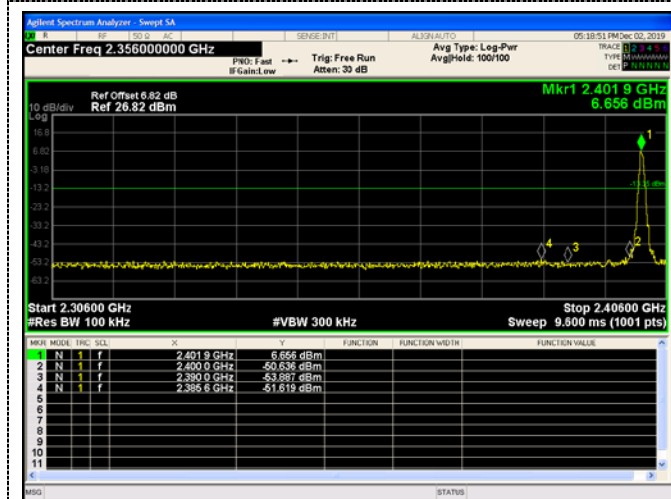 Agilent Spectrum Analyzer - Swept SA
R RF 50 Ω AC SENSE:INT ALIGNAUTO 05:18:51 PM Dec 02, 2019
Center Freq 2.356000000 GHz
PNO: Fast
IFGain:Low
Trig: Free Run
Atten: 30 dB
Avg Type: Log-Pwr
Avg|Hold: 100/100
TRACE 1 2 3 4 5 6
TYPE MWWWWW
DET P N N N N N
Mkr1 2.401 9 GHz
6.656 dBm
Ref Offset 6.82 dB
10 dB/div Ref 26.82 dBm
Log
16.8
6.82
-3.18
-13.2
-23.2
-33.2
-43.2
-53.2
-63.2
1
2
3
4
Start 2.30600 GHz Stop 2.40600 GHz
#Res BW 100 kHz #VBW 300 kHz Sweep 9.600 ms (1001 pts)
MKR MODE TRC SCL X Y FUNCTION FUNCTION WIDTH FUNCTION VALUE
1 N 1 f 2.401 9 GHz 6.656 dBm
2 N 1 f 2.400 0 GHz -50.636 dBm
3 N 1 f 2.390 0 GHz -53.887 dBm
4 N 1 f 2.385 6 GHz -51.619 dBm
5
6
7
8
9
10
11
MSG STATUS